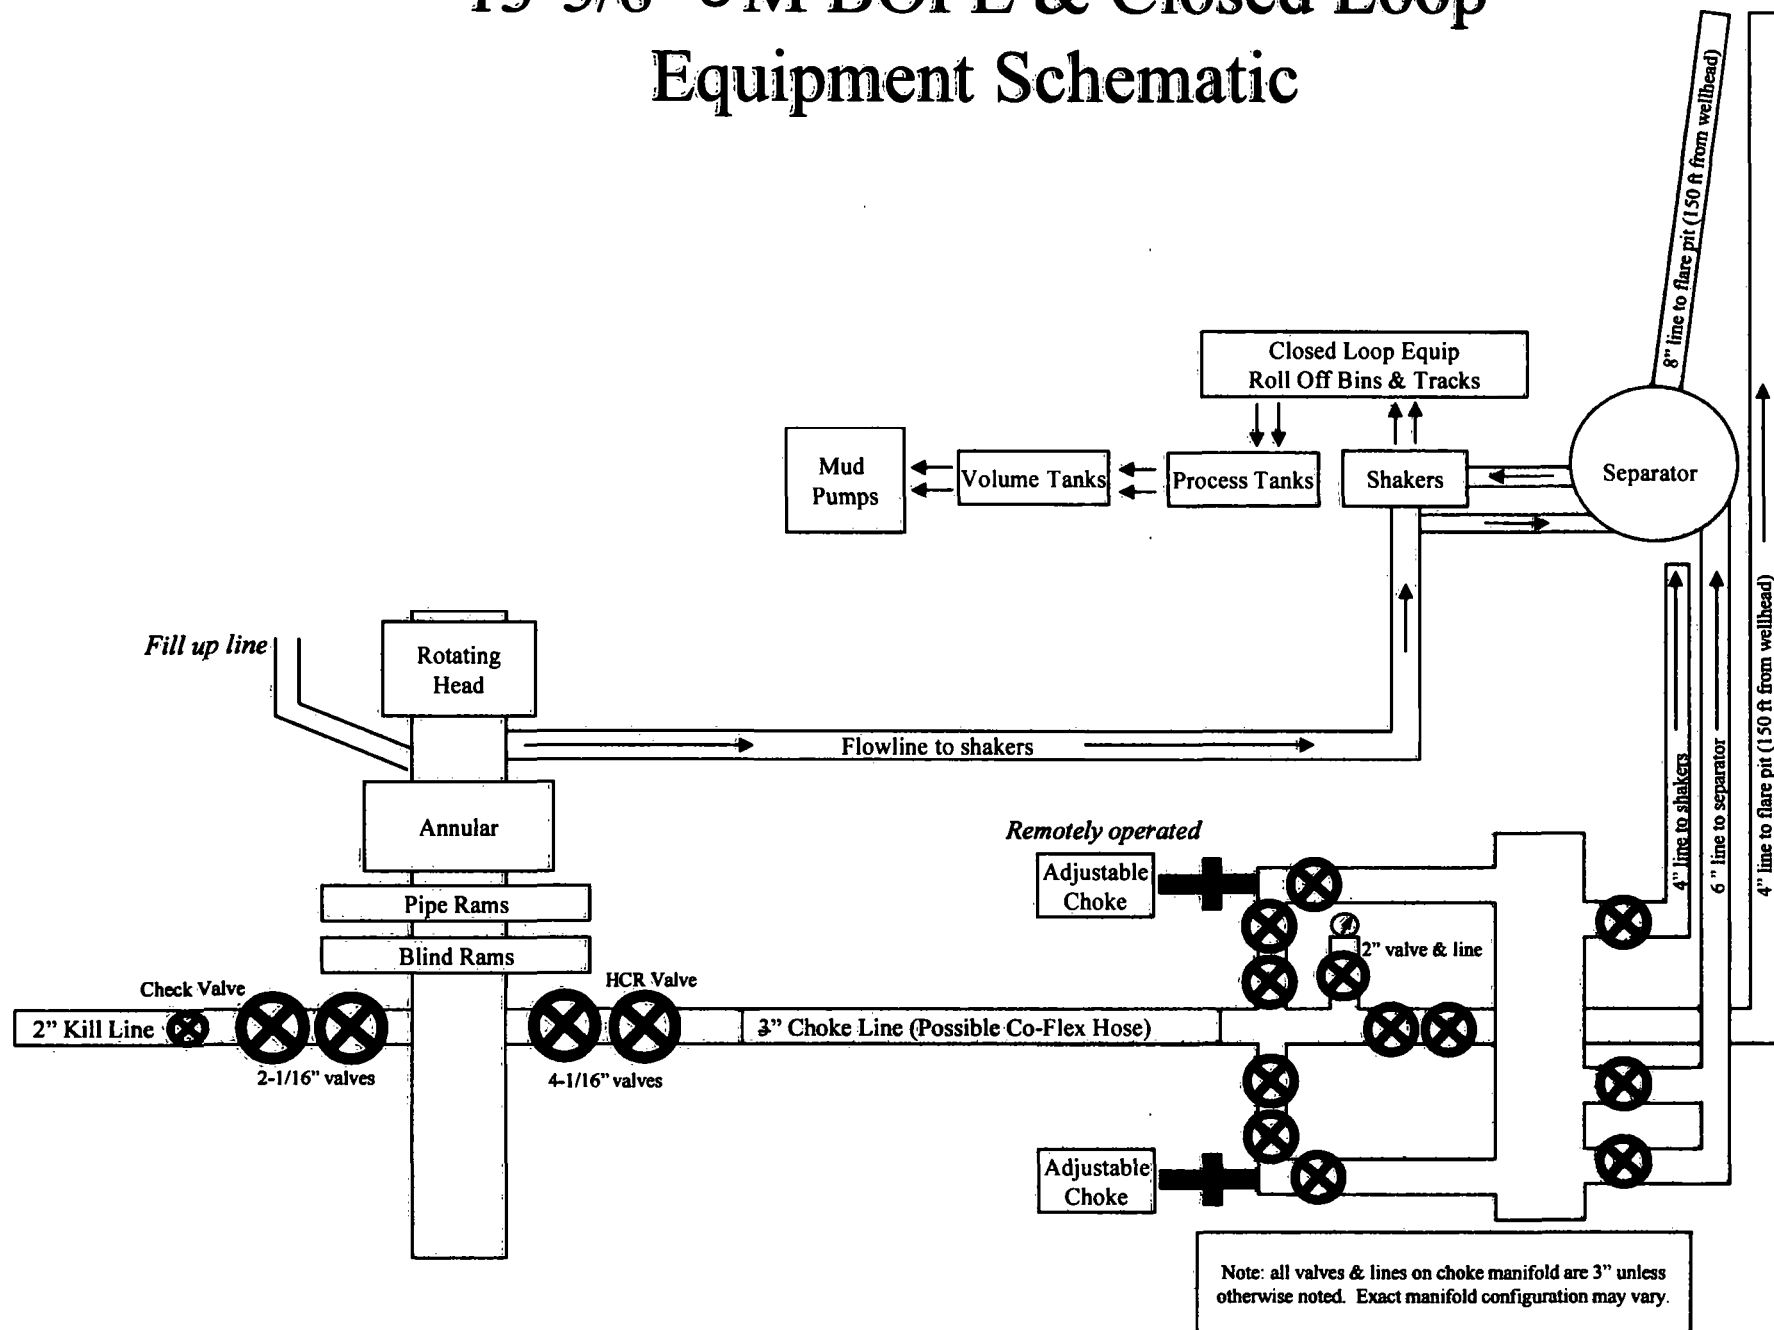 BOPE & Closed Loop
Equipment Schematic
8" line to flare pit (150 ft from wellhead)
Closed Loop Equip
Roll Off Bins & Tracks
Mud
Pumps
Volume Tanks
Process Tanks
Shakers
Separator
Fill up line
Rotating
Head
Flowline to shakers
Annular
Pipe Rams
Blind Rams
Remotely operated
Adjustable
Choke
2" valve & line
4" line to shakers
6" line to separator
4" line to flare pit (150 ft from wellhead)
Check Valve
HCR Valve
2" Kill Line
3" Choke Line (Possible Co-Flex Hose)
2-1/16" valves
4-1/16" valves
Adjustable
Choke
Note: all valves & lines on choke manifold are 3" unless
otherwise noted. Exact manifold configuration may vary.